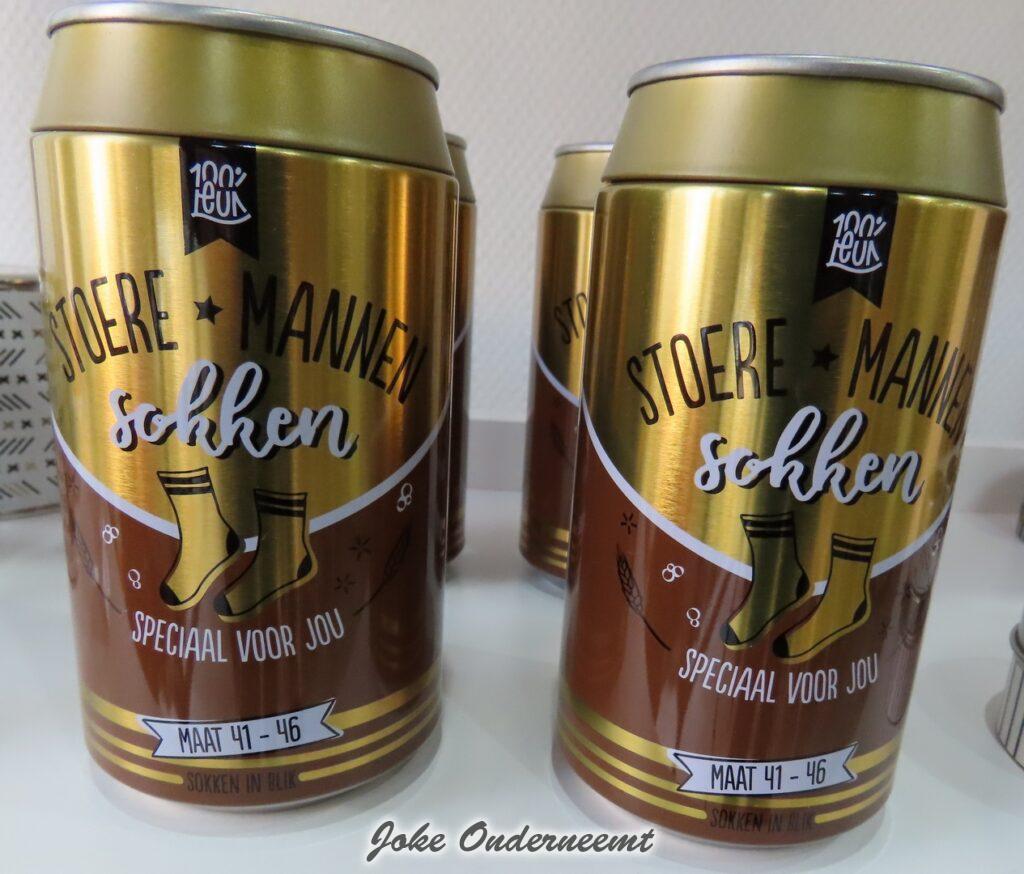 100%
LEUK
STOERE ★ MANNEN
sokken
SPECIAAL VOOR JOU
MAAT 41 - 46
SOKKEN IN BLIK
100%
LEUK
STOERE ★ MANNEN
sokken
SPECIAAL VOOR JOU
MAAT 41 - 46
SOKKEN IN BLIK
STO
Joke Onderneemt